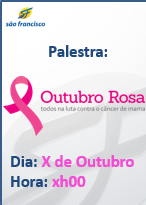 são francisco
Palestra:
Outubro Rosa
todos na luta contra o câncer de mama
Dia: X de Outubro
Hora: xh00